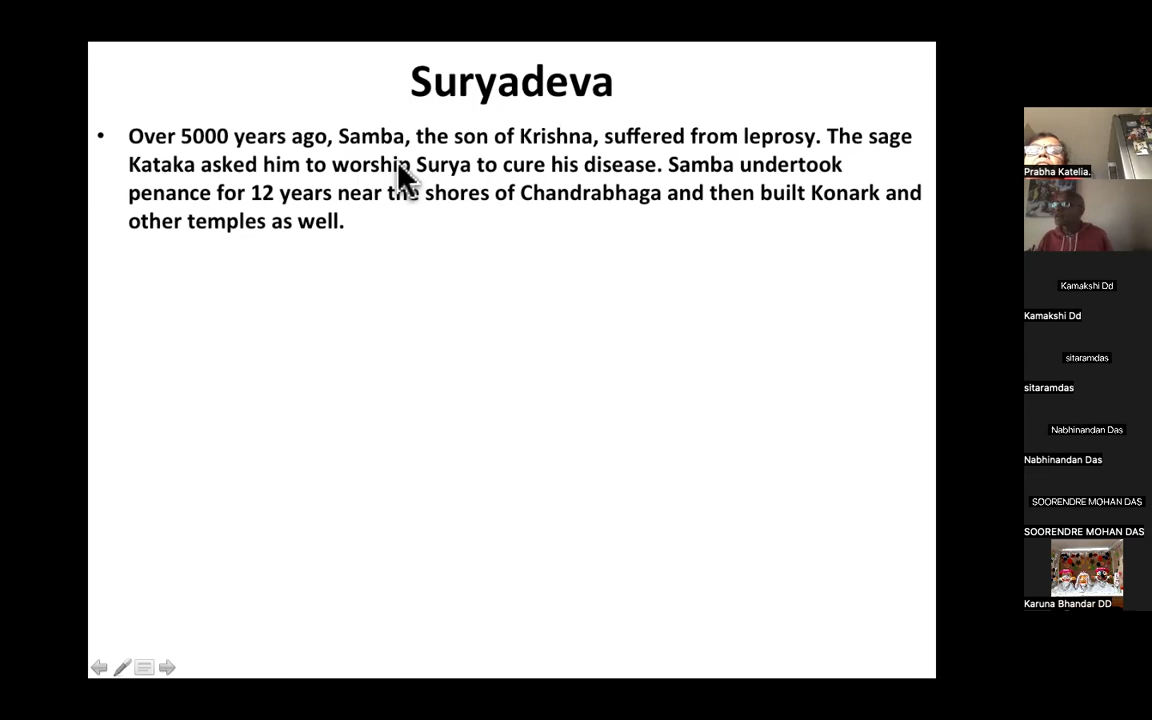 Suryadeva
• Over 5000 years ago, Samba, the son of Krishna, suffered from leprosy. The sage
Kataka asked him to worship Surya to cure his disease. Samba undertook
penance for 12 years near the shores of Chandrabhaga and then built Konark and
other temples as well.
Prabha Katelia.
Kamakshi Dd
Kamakshi Dd
sitaramdas
sitaramdas
Nabhinandan Das
Nabhinandan Das
SOORENDRE MOHAN DAS
SOORENDRE MOHAN DAS
Karuna Bhandar DD